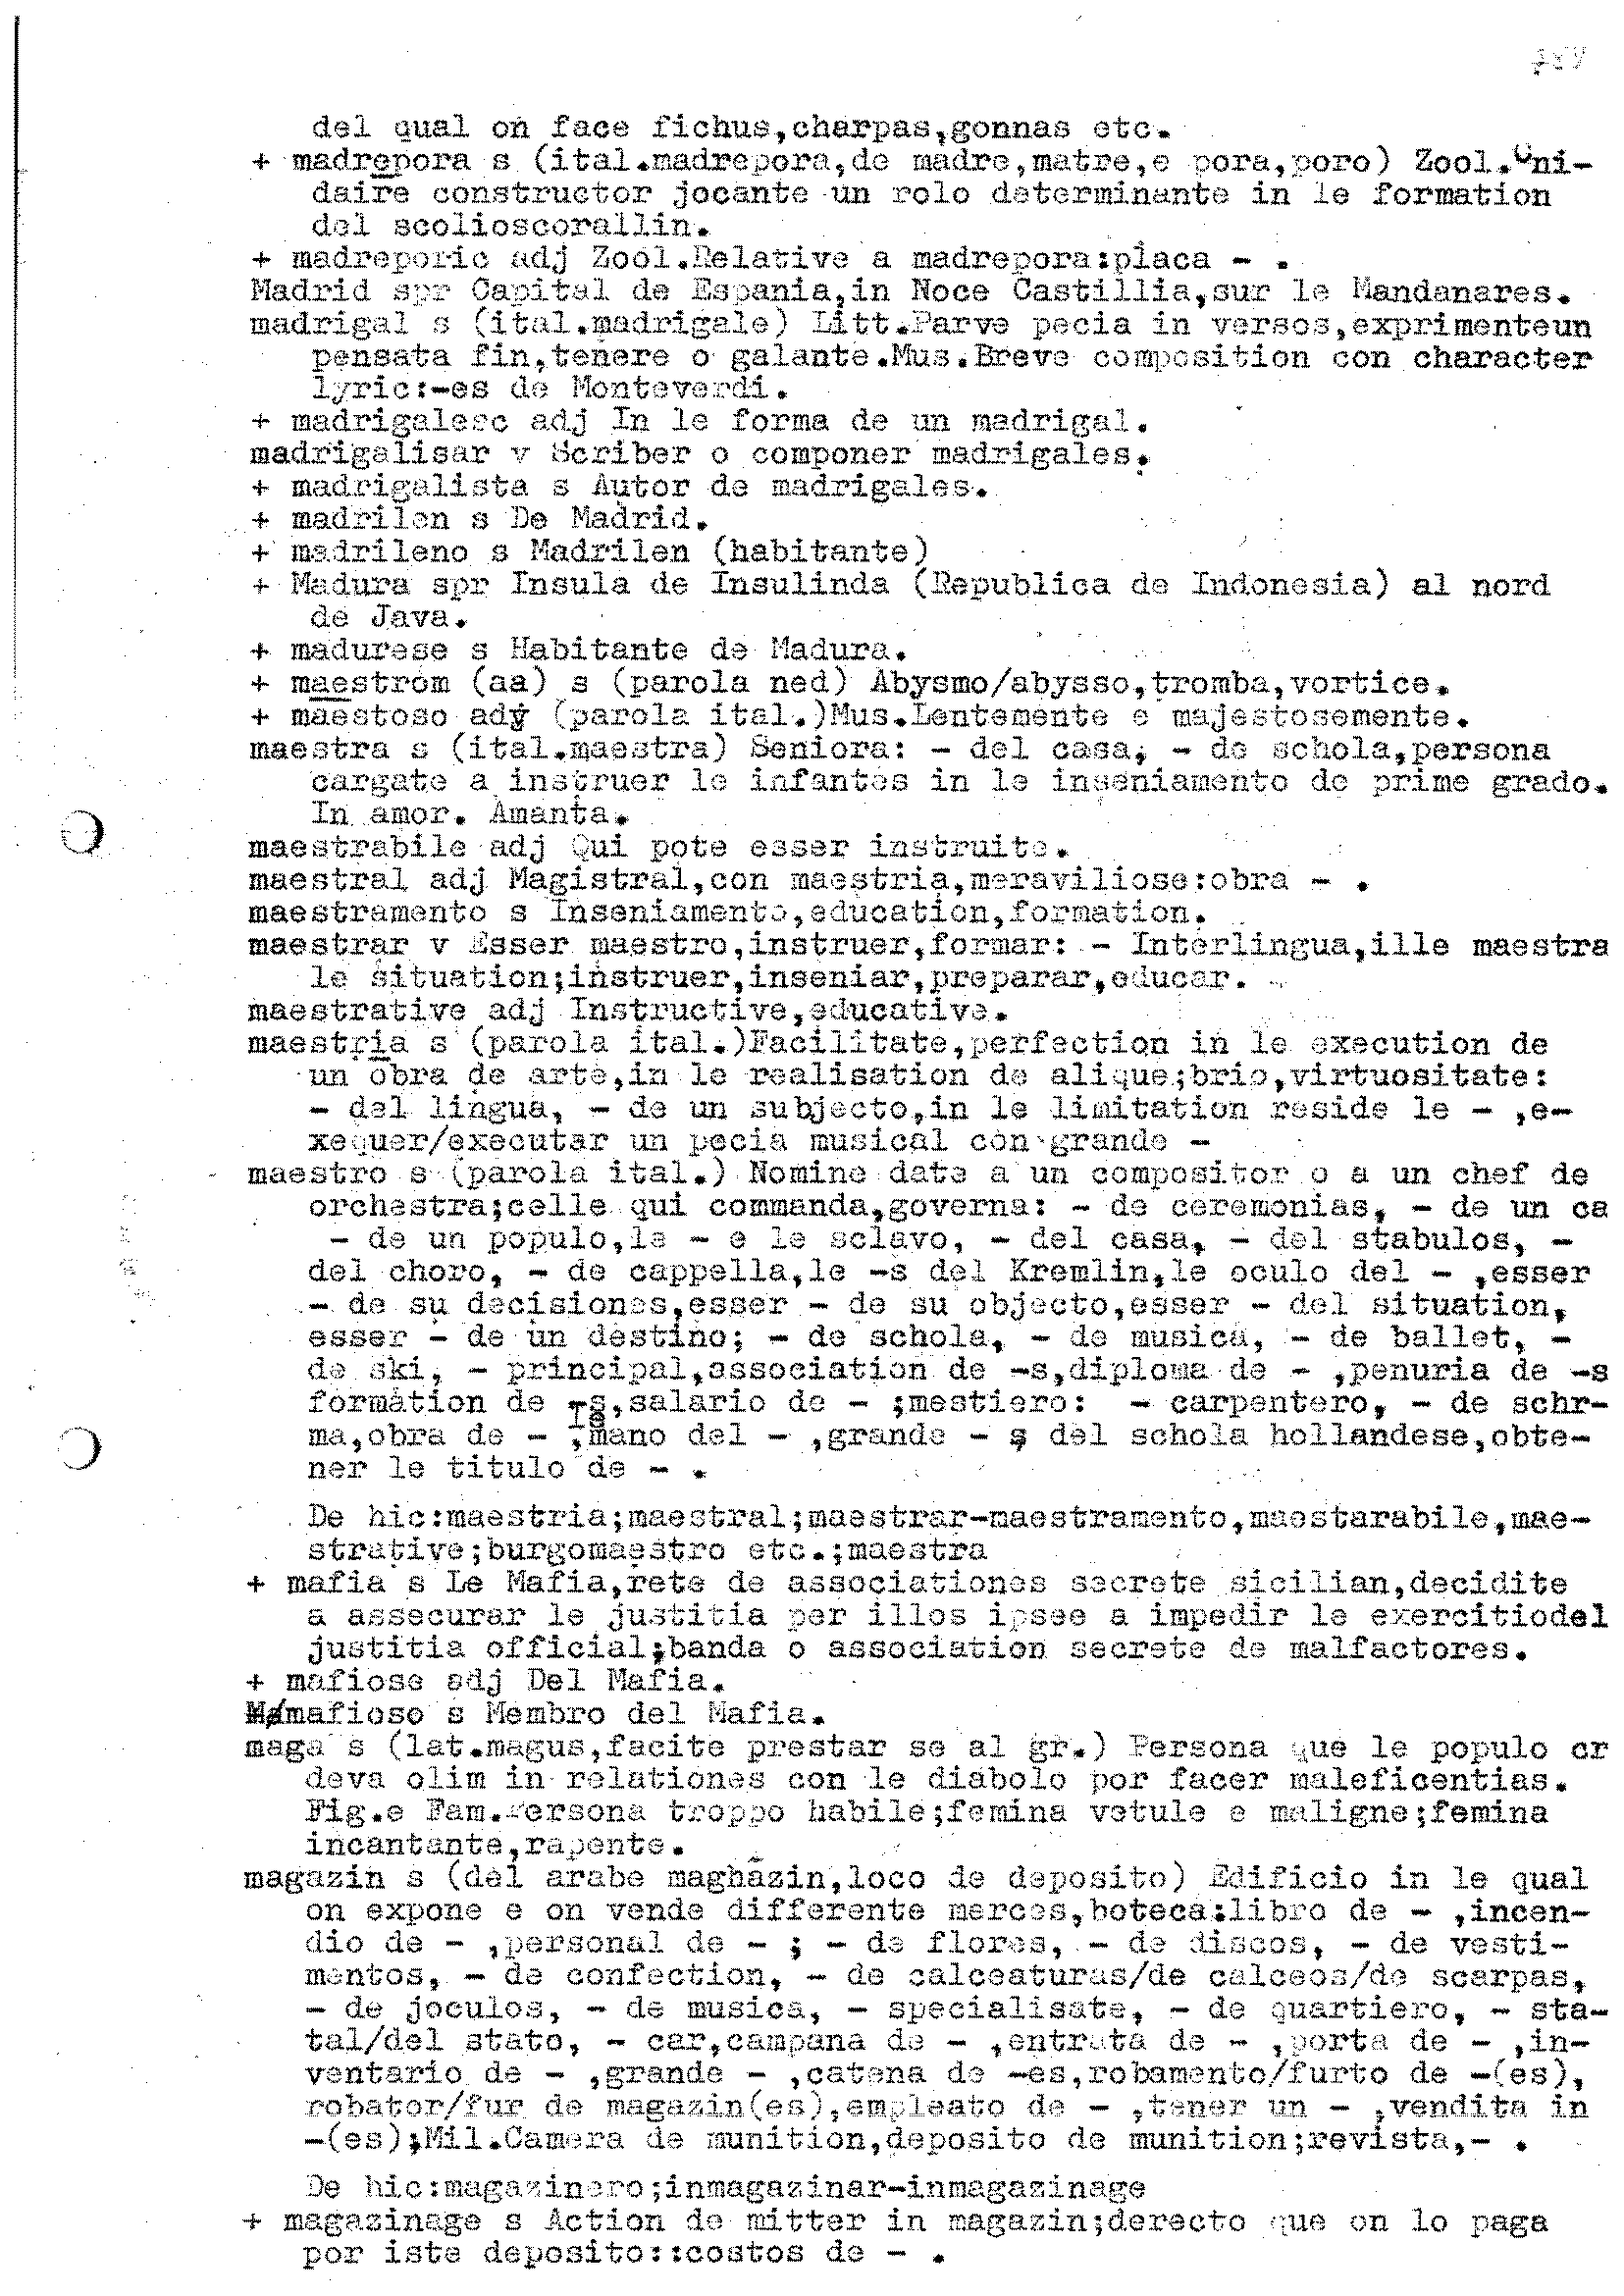 del qual on face fichus,charpas,gonnas etc.
+ madrepora s (ital.madrepora,de madre,matre,e pora,poro) Zool.Cni-
daire constructor jocante un rolo determinante in le formation
del scolioscorallin.
+ madreporic adj Zool.Relative a madrepora:placa - .
Madrid spr Capital de Espania,in Noce Castillia,sur le Mandanares.
madrigal s (ital.madrigale) Litt.Parve pecia in versos,exprimenteun
pensata fin,tenere o galante.Mus.Breve composition con character
lyric:-es de Monteverdi.
+ madrigalesc adj In le forma de un madrigal.
madrigalisar v Scriber o componer madrigales.
+ madrigalista s Autor de madrigales.
+ madrilen s De Madrid.
+ madrileno s Madrilen (habitante)
+ Madura spr Insula de Insulinda (Republica de Indonesia) al nord
de Java.
+ madurese s Habitante de Madura.
+ maestrom (aa) s (parola ned) Abysmo/abysso,tromba,vortice.
+ maestoso adv (parola ital.)Mus.Lentemente e majestosemente.
maestra s (ital.maestra) Seniora: - del casa, - de schola,persona
cargate a instruer le infantes in le inseniamento de prime grado.
In amor. Amanta.
maestrabile adj Qui pote esser instruite.
maestral adj Magistral,con maestria,meraviliose:obra - .
maestramento s Inseniamento,education,formation.
maestrar v Esser maestro,instruer,formar: - Interlingua,ille maestra
le situation;instruer,inseniar,preparar,educar.
maestrative adj Instructive,educative.
maestria s (parola ital.)Facilitate,perfection in le execution de
un obra de arte,in le realisation de alique;brio,virtuositate:
- del lingua, - de un subjecto,in le limitation reside le - ,e-
xequer/executar un pecia musical con grande -
maestro s (parola ital.) Nomine date a un compositor o a un chef de
orchestra;celle qui commanda,governa: - de ceremonias, - de un ca
- de un populo,le - e le sclavo, - del casa, - del stabulos, -
del choro, - de cappella,le -s del Kremlin,le oculo del - ,esser
- de su decisiones,esser - de su objecto,esser - del situation,
esser - de un destino; - de schola, - de musica, - de ballet, -
de ski, - principal,association de -s,diploma de - ,penuria de -s
formation de -s,salario de - ;mestiero: - carpentero, - de schr-
ma,obra de - ,mano del - ,grande - s del schola hollandese,obte-
ner le titulo de - .
De hic:maestria;maestral;maestrar-maestramento,maestarabile,mae-
strative;burgomaestro etc.;maestra
+ mafia s Le Mafia,rete de associationes secrete sicilian,decidite
a assecurar le justitia per illos ipsee a impedir le exercitiodel
justitia official;banda o association secrete de malfactores.
+ mafiose adj Del Mafia.
mafioso s Membro del Mafia.
maga s (lat.magus,facite prestar se al gr.) Persona que le populo cr
deva olim in relationes con le diabolo por facer maleficentias.
Fig.e Fam.Persona troppo habile;femina vetule e maligne;femina
incantante,rapente.
magazin s (del arabe maghāzin,loco de deposito) Edificio in le qual
on expone e on vende differente merces,boteca:libro de - ,incen-
dio de - ,personal de - ; - de flores, - de discos, - de vesti-
mentos, - de confection, - de calceaturas/de calceos/de scarpas,
- de joculos, - de musica, - specialisate, - de quartiero, - sta-
tal/del stato, - car,campana de - ,entrata de - ,porta de - ,in-
ventario de - ,grande - ,catena de -es,robamento/furto de -(es),
robator/fur de magazin(es),empleato de - ,tener un - ,vendita in
-(es);Mil.Camera de munition,deposito de munition;revista,- .
De hic:magazinero;inmagazinar-inmagazinage
+ magazinage s Action de mitter in magazin;derecto que on lo paga
por iste deposito::costos de - .